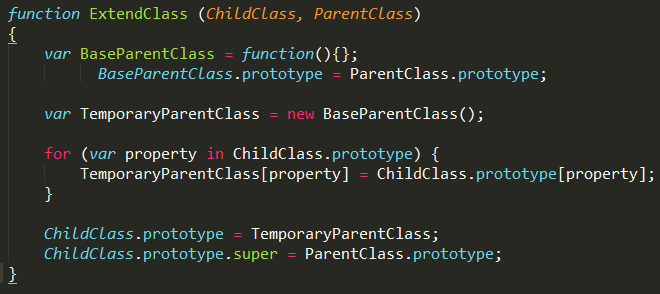 function ExtendClass (ChildClass, ParentClass)
{
    var BaseParentClass = function(){};
          BaseParentClass.prototype = ParentClass.prototype;

    var TemporaryParentClass = new BaseParentClass();

    for (var property in ChildClass.prototype) {
        TemporaryParentClass[property] = ChildClass.prototype[property];
    }

    ChildClass.prototype = TemporaryParentClass;
    ChildClass.prototype.super = ParentClass.prototype;
}